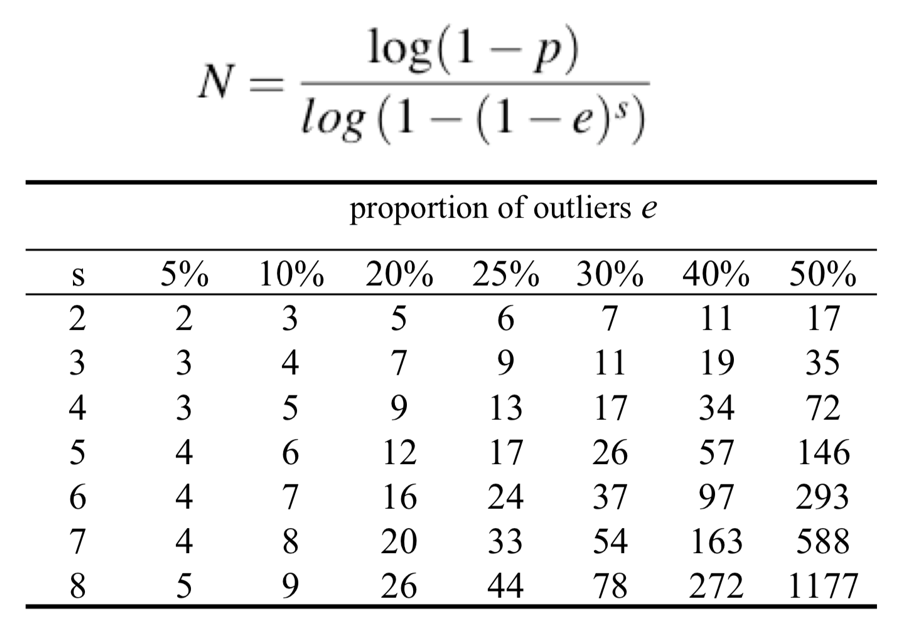 N = log(1 − p) / log (1 − (1 − e)^s)
proportion of outliers e
s 5% 10% 20% 25% 30% 40% 50%
2 2 3 5 6 7 11 17
3 3 4 7 9 11 19 35
4 3 5 9 13 17 34 72
5 4 6 12 17 26 57 146
6 4 7 16 24 37 97 293
7 4 8 20 33 54 163 588
8 5 9 26 44 78 272 1177